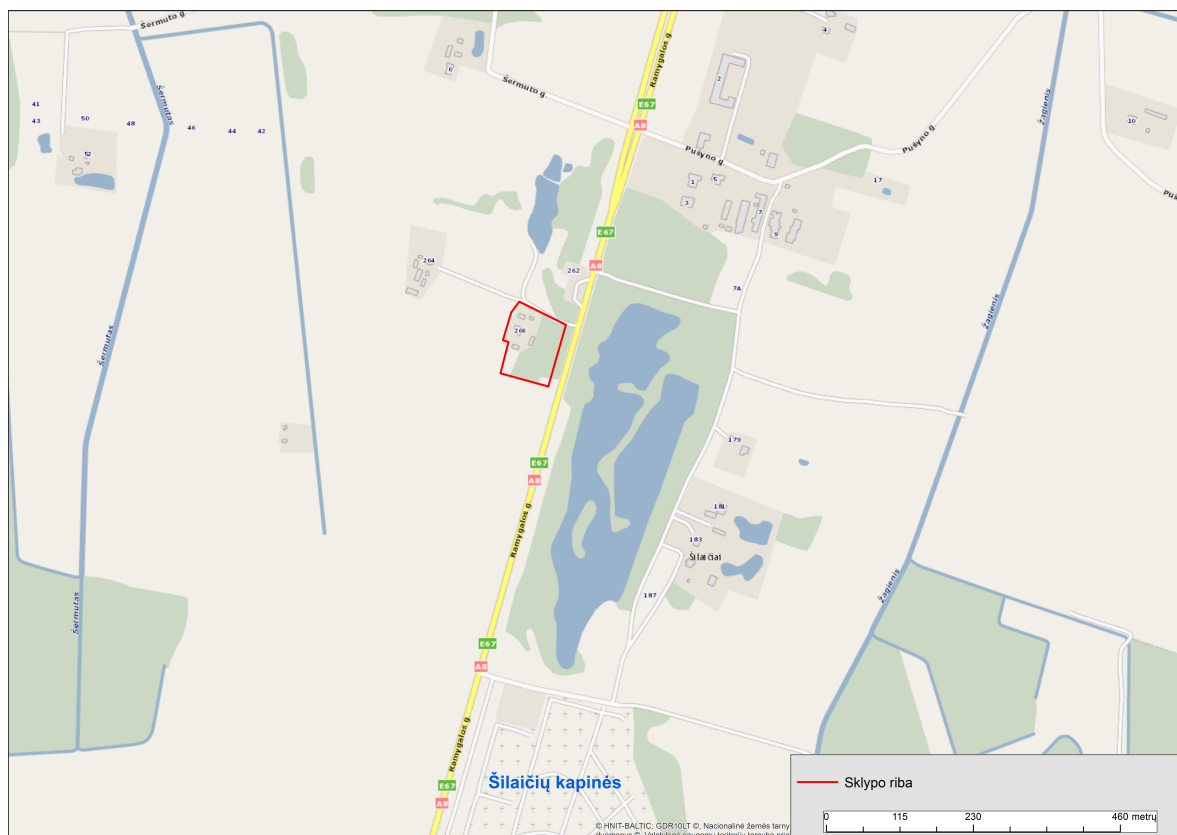 Šermuto g.
4
6
Ramygalos g.
2
Šermuto g.
Šermutas
E67
A8
Žagienis
10
41
43
50
48
46
44
42
Pušyno g.
Pušyno g.
52
1
5
17
3
7
9
E67
264
262
A8
7A
Žagienis
266
Šermutas
179
E67
A8
181
Ramygalos g.
183
Šilaičiai
Žagienis
187
Šermutas
E67
A8
Ramygalos g.
Šilaičių kapinės
E67
A8
Sklypo riba
0 115 230 460 metrų
© HNIT-BALTIC; GDR10LT ©, Nacionalinė žemės tarny